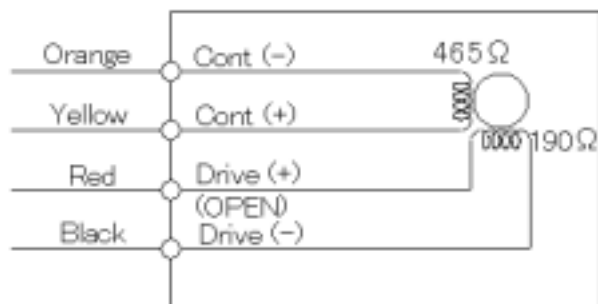 Orange Cont (-) 465Ω
Yellow Cont (+)
190Ω
Red Drive (+)
(OPEN)
Black Drive (-)